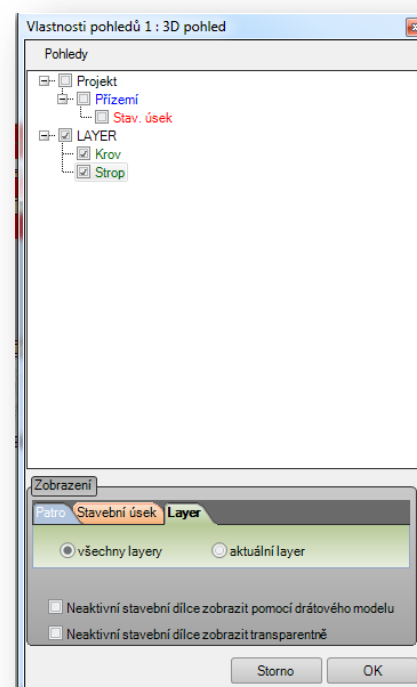 Vlastnosti pohledů 1 : 3D pohled
Pohledy
Projekt
Přízemí
Stav. úsek
LAYER
Krov
Strop
Zobrazení
Patro Stavební úsek Layer
všechny layery aktuální layer
Neaktivní stavební dílce zobrazit pomocí drátového modelu
Neaktivní stavební dílce zobrazit transparentně
Storno OK